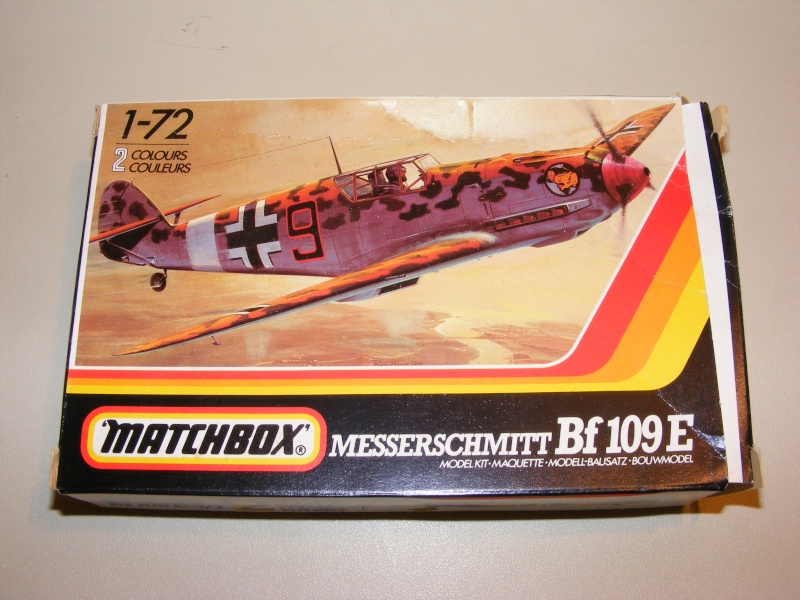 1-72
2 COLOURS
COULEURS
9
'MATCHBOX'®
MESSERSCHMITT Bf 109 E
MODEL KIT·MAQUETTE·MODELL-BAUSATZ·BOUWMODEL